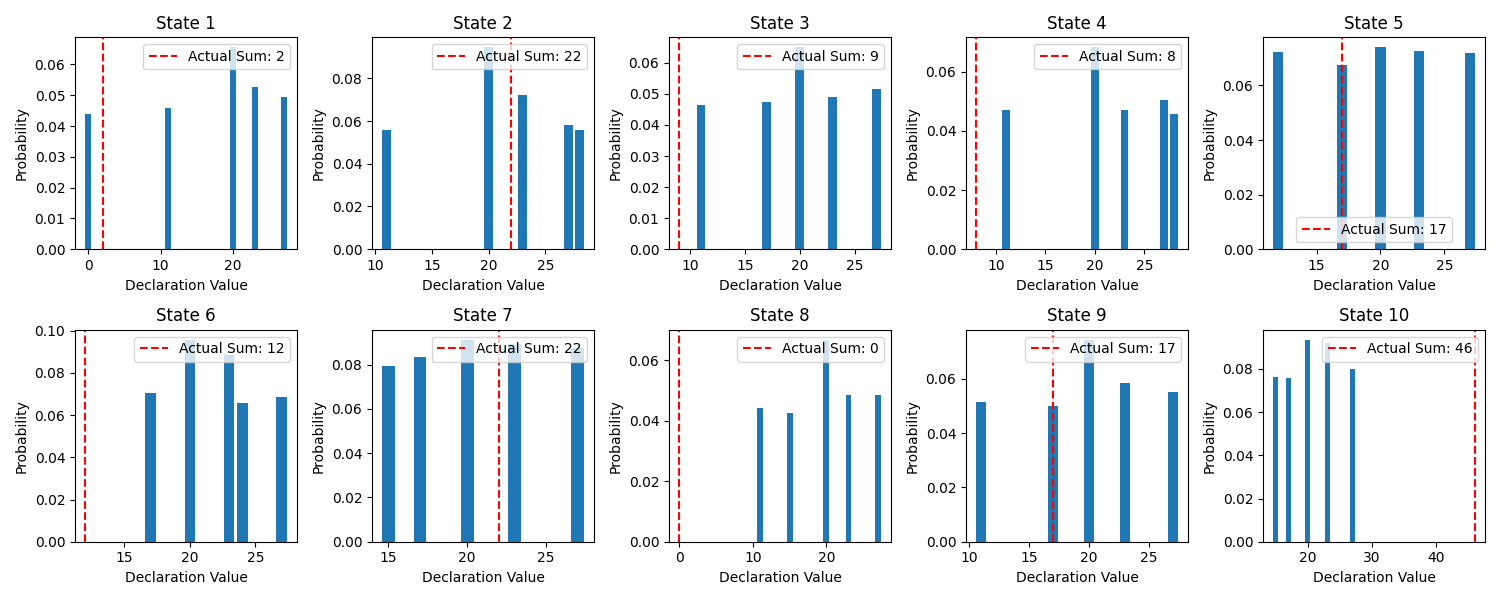 State 1
Actual Sum: 2
Probability
0.06
0.05
0.04
0.03
0.02
0.01
0.00
0
10
20
Declaration Value
State 2
Actual Sum: 22
Probability
0.08
0.06
0.04
0.02
0.00
10
15
20
25
Declaration Value
State 3
Actual Sum: 9
Probability
0.06
0.05
0.04
0.03
0.02
0.01
0.00
10
15
20
25
Declaration Value
State 4
Actual Sum: 8
Probability
0.06
0.04
0.02
0.00
10
15
20
25
Declaration Value
State 5
Probability
0.06
0.04
0.02
0.00
Actual Sum: 17
15
20
25
Declaration Value
State 6
Actual Sum: 12
Probability
0.10
0.08
0.06
0.04
0.02
0.00
15
20
25
Declaration Value
State 7
Actual Sum: 22
Probability
0.08
0.06
0.04
0.02
0.00
15
20
25
Declaration Value
State 8
Actual Sum: 0
Probability
0.06
0.04
0.02
0.00
0
10
20
Declaration Value
State 9
Actual Sum: 17
Probability
0.06
0.04
0.02
0.00
10
15
20
25
Declaration Value
State 10
Actual Sum: 46
Probability
0.08
0.06
0.04
0.02
0.00
20
30
40
Declaration Value